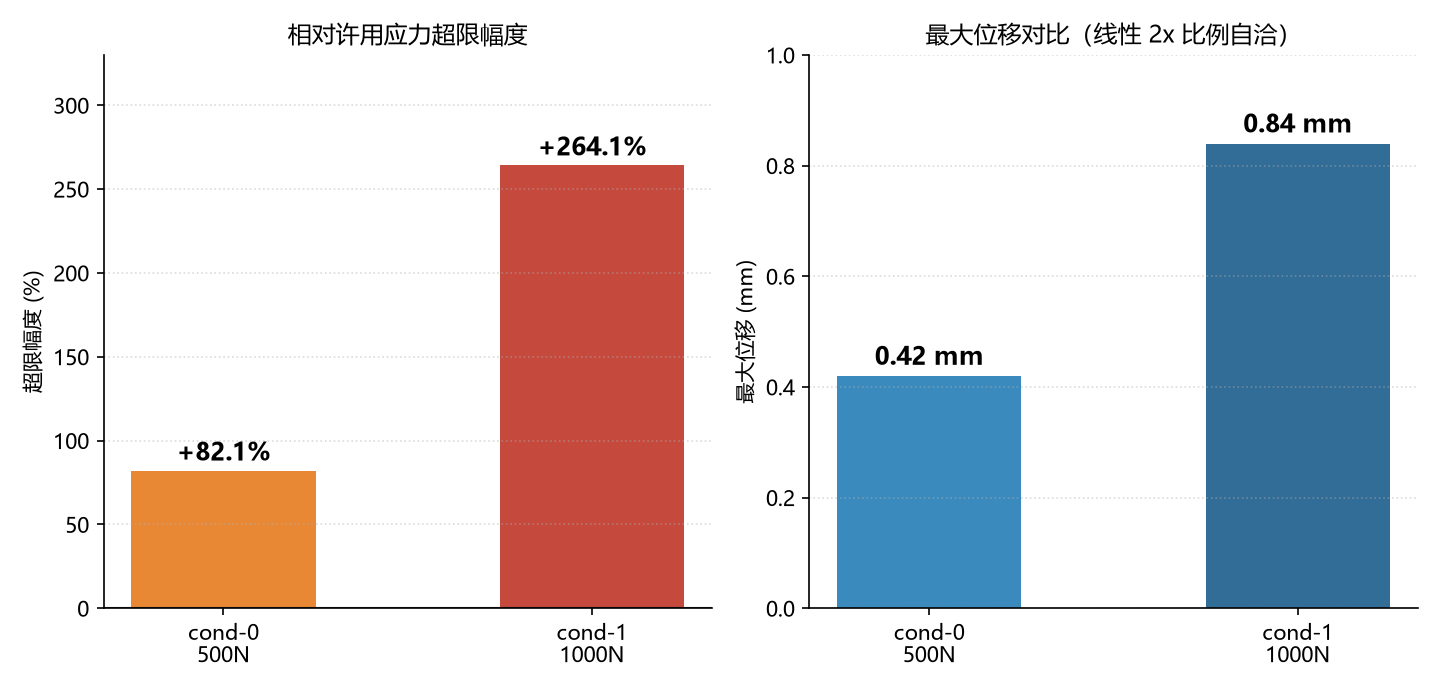 相对许用应力超限幅度
超限幅度 (%)
300
250
200
150
100
50
0
+82.1%
+264.1%
cond-0
500N
cond-1
1000N
最大位移对比（线性 2x 比例自洽）
最大位移 (mm)
1.0
0.8
0.6
0.4
0.2
0.0
0.42 mm
0.84 mm
cond-0
500N
cond-1
1000N